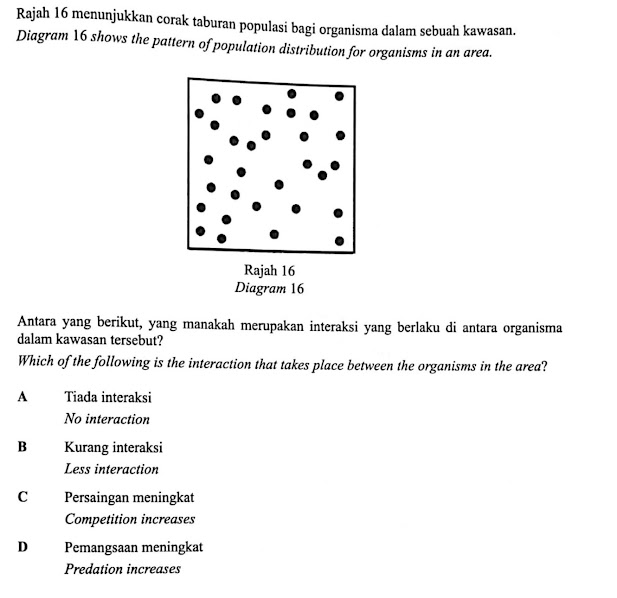 Rajah 16 menunjukkan corak taburan populasi bagi organisma dalam sebuah kawasan.
Diagram 16 shows the pattern of population distribution for organisms in an area.
Rajah 16
Diagram 16
Antara yang berikut, yang manakah merupakan interaksi yang berlaku di antara organisma
dalam kawasan tersebut?
Which of the following is the interaction that takes place between the organisms in the area?
A Tiada interaksi
No interaction
B Kurang interaksi
Less interaction
C Persaingan meningkat
Competition increases
D Pemangsaan meningkat
Predation increases